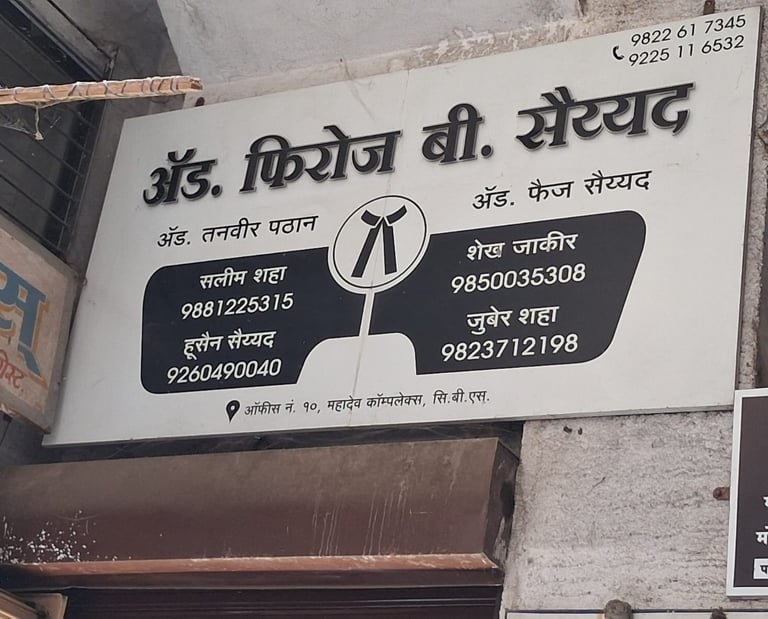 9822 61 7345
9225 11 6532
ॲड. फिरोज बी. सैय्यद
ॲड. तनवीर पठान
ॲड. फैज सैय्यद
सलीम शहा
9881225315
हूसैन सैय्यद
9260490040
शेख जाकीर
9850035308
जुबेर शहा
9823712198
ऑफीस नं. १०, महादेव कॉम्पलेक्स, सि.बी.एस.